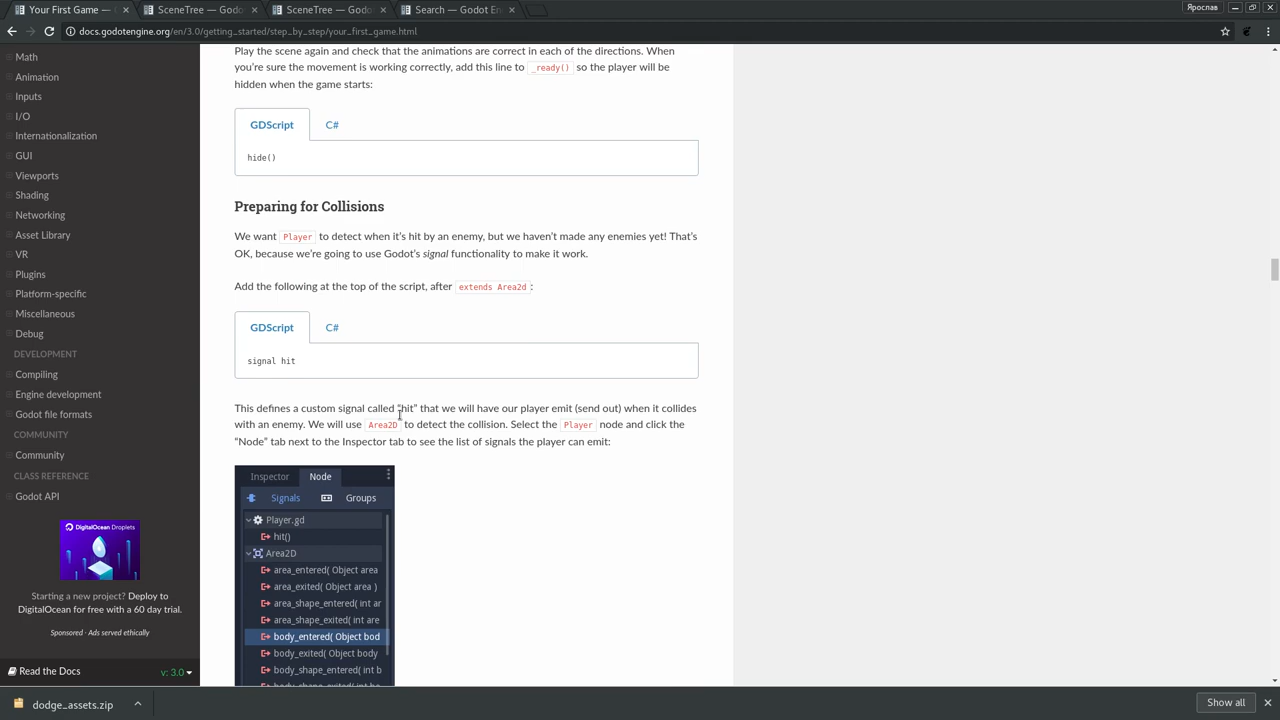 Your First Game —
SceneTree — Godo
SceneTree — Godo
Search — Godot En
Ярослав
docs.godotengine.org/en/3.0/getting_started/step_by_step/your_first_game.html
Math
Animation
Inputs
I/O
Internationalization
GUI
Viewports
Shading
Networking
Asset Library
VR
Plugins
Platform-specific
Miscellaneous
Debug
DEVELOPMENT
Compiling
Engine development
Godot file formats
COMMUNITY
Community
CLASS REFERENCE
Godot API
DigitalOcean Droplets
Starting a new project? Deploy to
DigitalOcean for free with a 60 day trial.
Sponsored · Ads served ethically
Read the Docs
v: 3.0
Play the scene again and check that the animations are correct in each of the directions. When
you’re sure the movement is working correctly, add this line to _ready() so the player will be
hidden when the game starts:
GDScript C#
hide()
Preparing for Collisions
We want Player to detect when it’s hit by an enemy, but we haven’t made any enemies yet! That’s
OK, because we’re going to use Godot’s signal functionality to make it work.
Add the following at the top of the script, after extends Area2d :
GDScript C#
signal hit
This defines a custom signal called “hit” that we will have our player emit (send out) when it collides
with an enemy. We will use Area2D to detect the collision. Select the Player node and click the
“Node” tab next to the Inspector tab to see the list of signals the player can emit:
Inspector Node
Signals Groups
Player.gd
hit()
Area2D
area_entered( Object area
area_exited( Object area )
area_shape_entered( int ar
area_shape_exited( int are
body_entered( Object bod
body_exited( Object body
body_shape_entered( int b
dodge_assets.zip
Show all